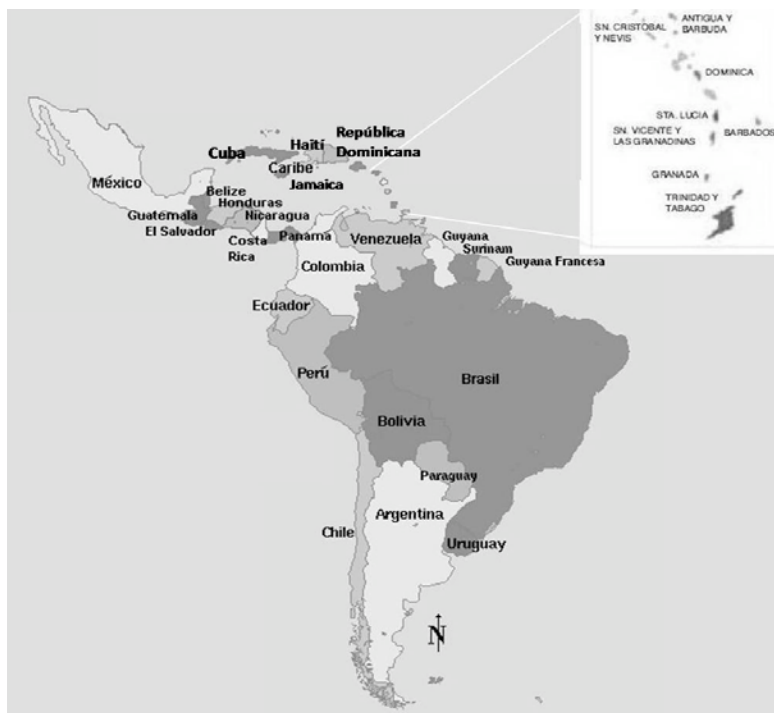 ANTIGUA Y
BARBUDA
SN. CRISTOBAL
Y NEVIS
DOMINICA
STA. LUCIA
SN. VICENTE Y
LAS GRANADINAS
BARBADOS
GRANADA
TRINIDAD Y
TABAGO
República
Dominicana
Haití
Cuba
Caribe
Jamaica
México
Belize
Honduras
Guatemala
Nicaragua
El Salvador
Costa
Rica
Panamá
Venezuela
Guyana
Surinam
Guyana Francesa
Colombia
Ecuador
Perú
Brasil
Bolivia
Paraguay
Argentina
Chile
Uruguay
N